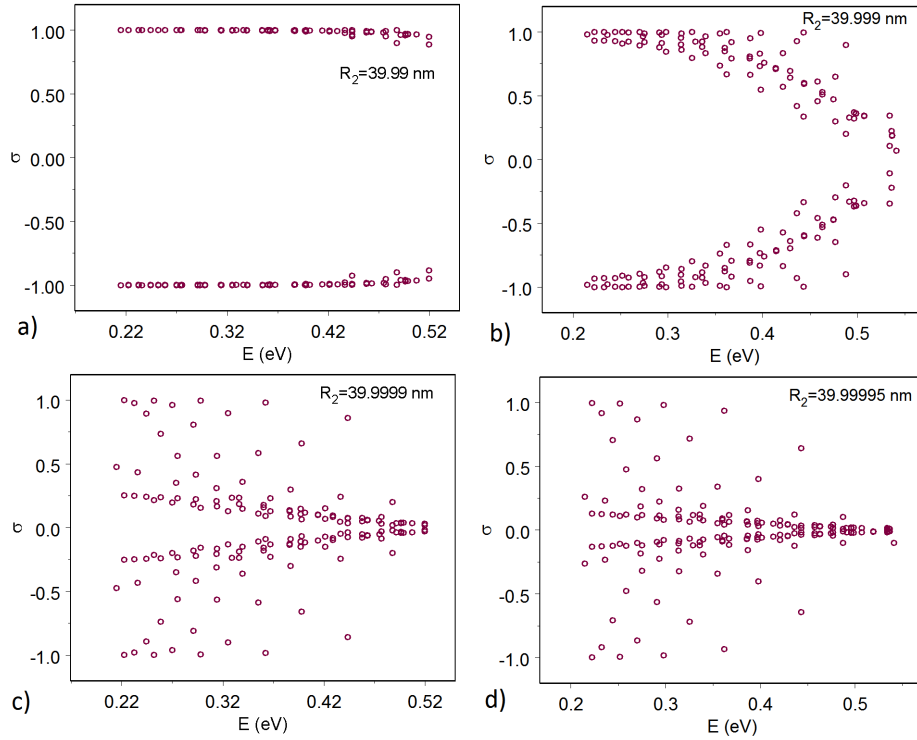 1.00
0.50
0.00
-0.50
-1.00
σ
R2=39.99 nm
0.22 0.32 0.42 0.52
E (eV)
a)
1.0
0.5
0.0
-0.5
-1.0
σ
R2=39.999 nm
0.2 0.3 0.4 0.5
E (eV)
b)
1.0
0.5
0.0
-0.5
-1.0
σ
R2=39.9999 nm
0.22 0.32 0.42 0.52
E (eV)
c)
1.0
0.5
0.0
-0.5
-1.0
σ
R2=39.99995 nm
0.2 0.3 0.4 0.5
E (eV)
d)